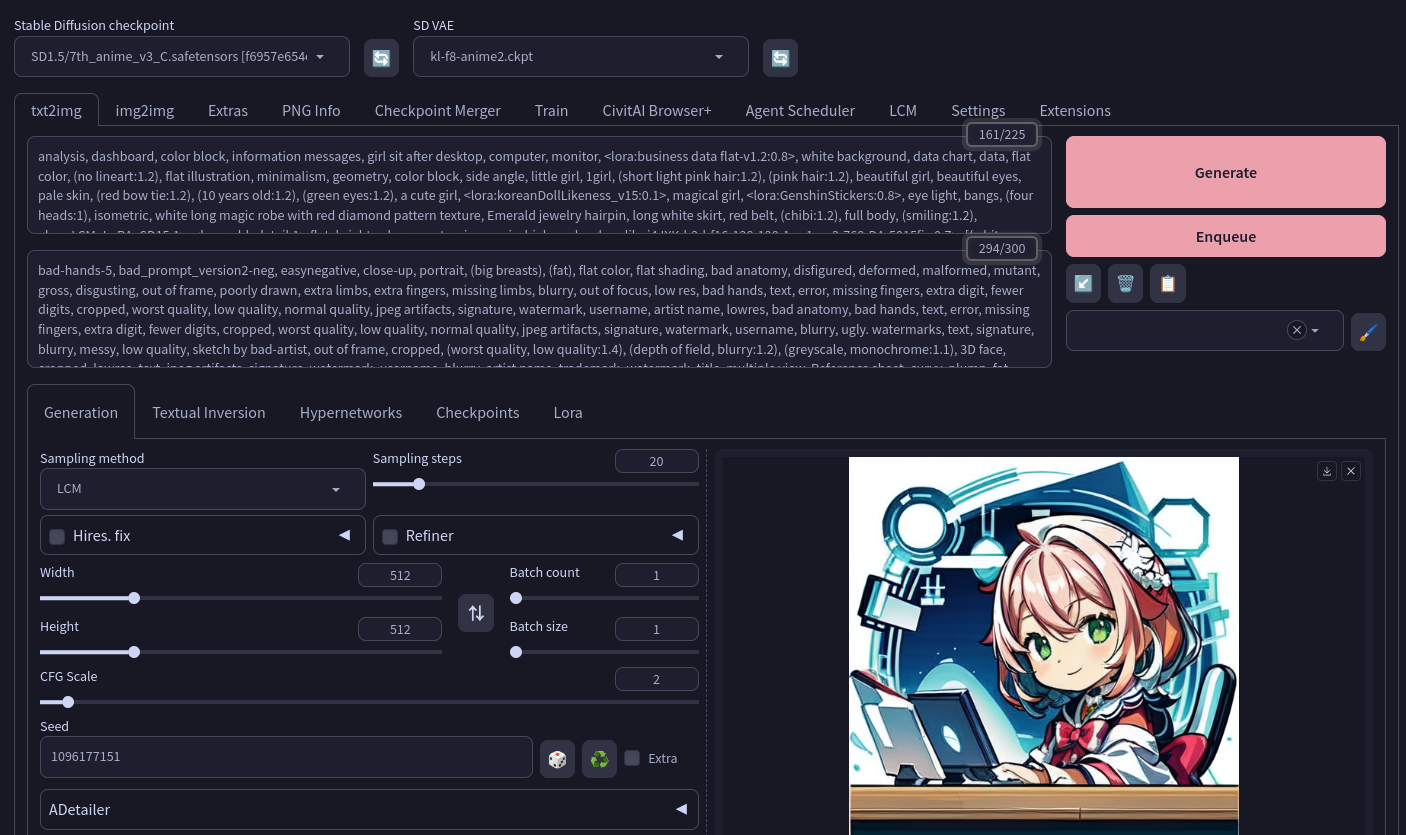 Stable Diffusion checkpoint
SD VAE
SD1.5/7th_anime_v3_C.safetensors [f6957e654
kl-f8-anime2.ckpt
txt2img
img2img
Extras
PNG Info
Checkpoint Merger
Train
CivitAI Browser+
Agent Scheduler
LCM
Settings
Extensions
161/225
analysis, dashboard, color block, information messages, girl sit after desktop, computer, monitor, <lora:business data flat-v1.2:0.8>, white background, data chart, data, flat
color, (no lineart:1.2), flat illustration, minimalism, geometry, color block, side angle, little girl, 1girl, (short light pink hair:1.2), (pink hair:1.2), beautiful girl, beautiful eyes,
pale skin, (red bow tie:1.2), (10 years old:1.2), (green eyes:1.2), a cute girl, <lora:koreanDollLikeness_v15:0.1>, magical girl, <lora:GenshinStickers:0.8>, eye light, bangs, (four
heads:1), isometric, white long magic robe with red diamond pattern texture, Emerald jewelry hairpin, long white skirt, red belt, (chibi:1.2), full body, (smiling:1.2),
Generate
Enqueue
294/300
bad-hands-5, bad_prompt_version2-neg, easynegative, close-up, portrait, (big breasts), (fat), flat color, flat shading, bad anatomy, disfigured, deformed, malformed, mutant,
gross, disgusting, out of frame, poorly drawn, extra limbs, extra fingers, missing limbs, blurry, out of focus, low res, bad hands, text, error, missing fingers, extra digit, fewer
digits, cropped, worst quality, low quality, normal quality, jpeg artifacts, signature, watermark, username, artist name, lowres, bad anatomy, bad hands, text, error, missing
fingers, extra digit, fewer digits, cropped, worst quality, low quality, normal quality, jpeg artifacts, signature, watermark, username, blurry, ugly. watermarks, text, signature,
blurry, messy, low quality, sketch by bad-artist, out of frame, cropped, (worst quality, low quality:1.4), (depth of field, blurry:1.2), (greyscale, monochrome:1.1), 3D face,
Generation
Textual Inversion
Hypernetworks
Checkpoints
Lora
Sampling method
Sampling steps
20
LCM
Hires. fix
Refiner
Width
512
Batch count
1
Height
512
Batch size
1
CFG Scale
2
Seed
1096177151
Extra
ADetailer